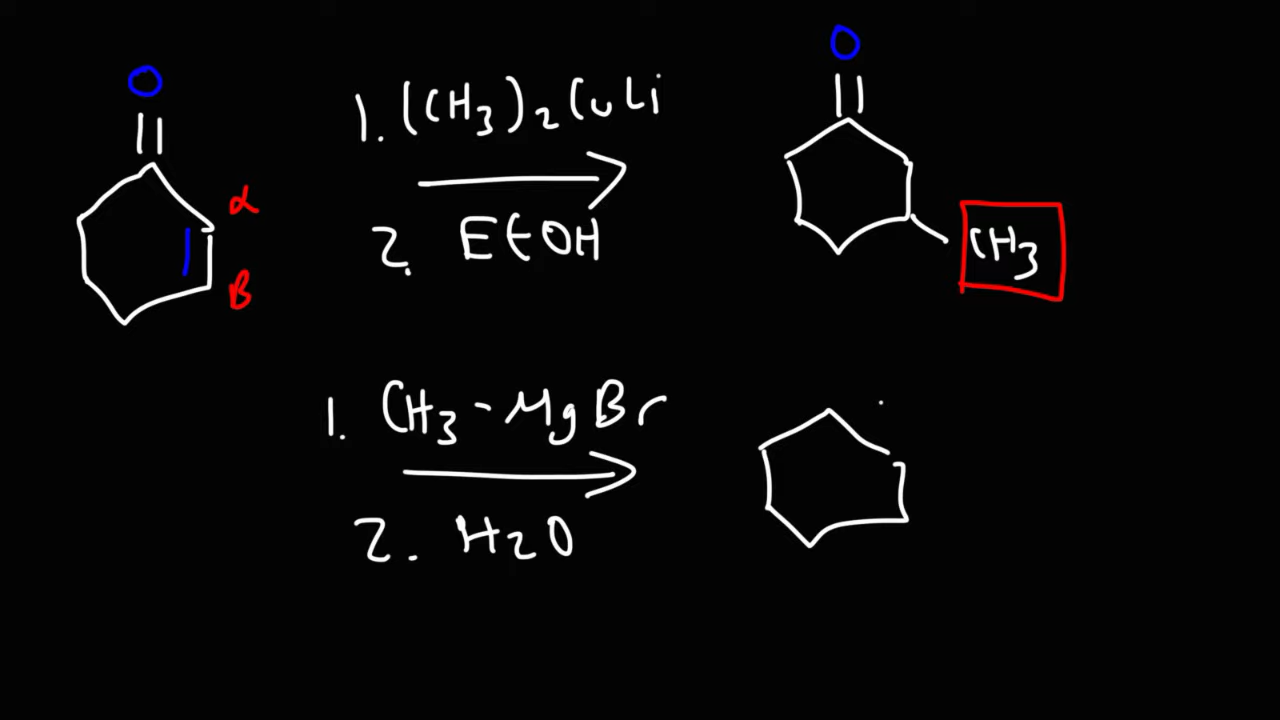 O
O
1. (CH3)2CuLi
α
2. EtOH
CH3
B
1. CH3-MgBr
2. H2O